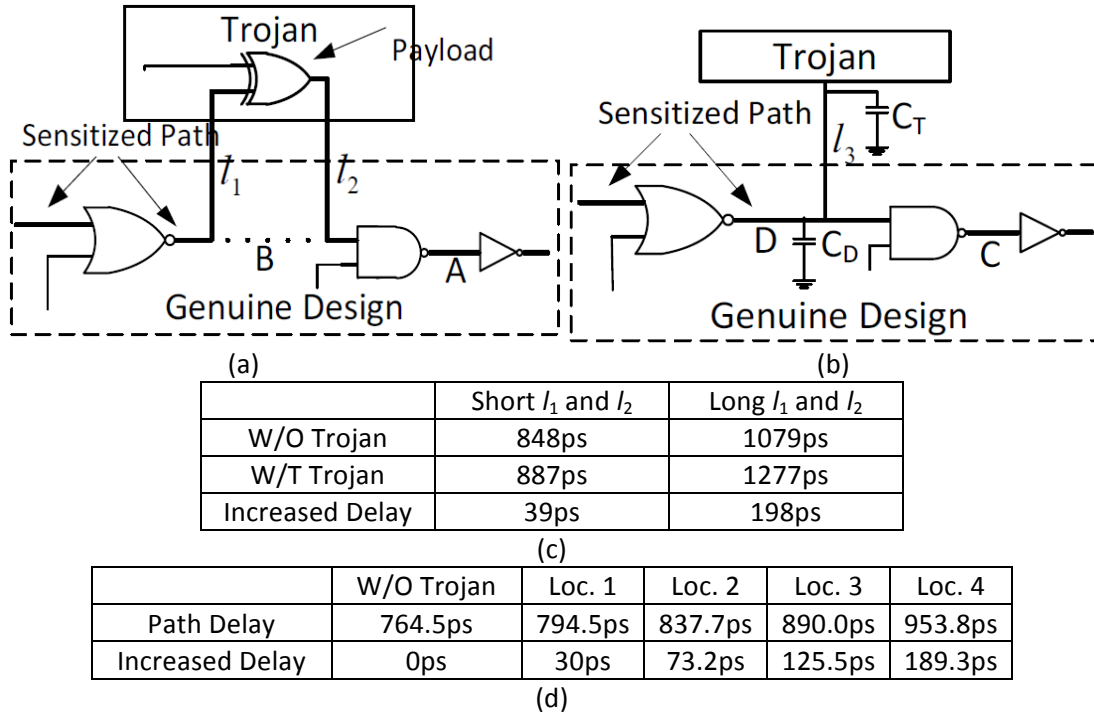 Trojan
Payload
Sensitized Path
l1
l2
B
A
Genuine Design
(a)
Trojan
CT
Sensitized Path
l3
D
CD
C
Genuine Design
(b)
Short l1 and l2 Long l1 and l2
W/O Trojan 848ps 1079ps
W/T Trojan 887ps 1277ps
Increased Delay 39ps 198ps
(c)
W/O Trojan Loc. 1 Loc. 2 Loc. 3 Loc. 4
Path Delay 764.5ps 794.5ps 837.7ps 890.0ps 953.8ps
Increased Delay 0ps 30ps 73.2ps 125.5ps 189.3ps
(d)